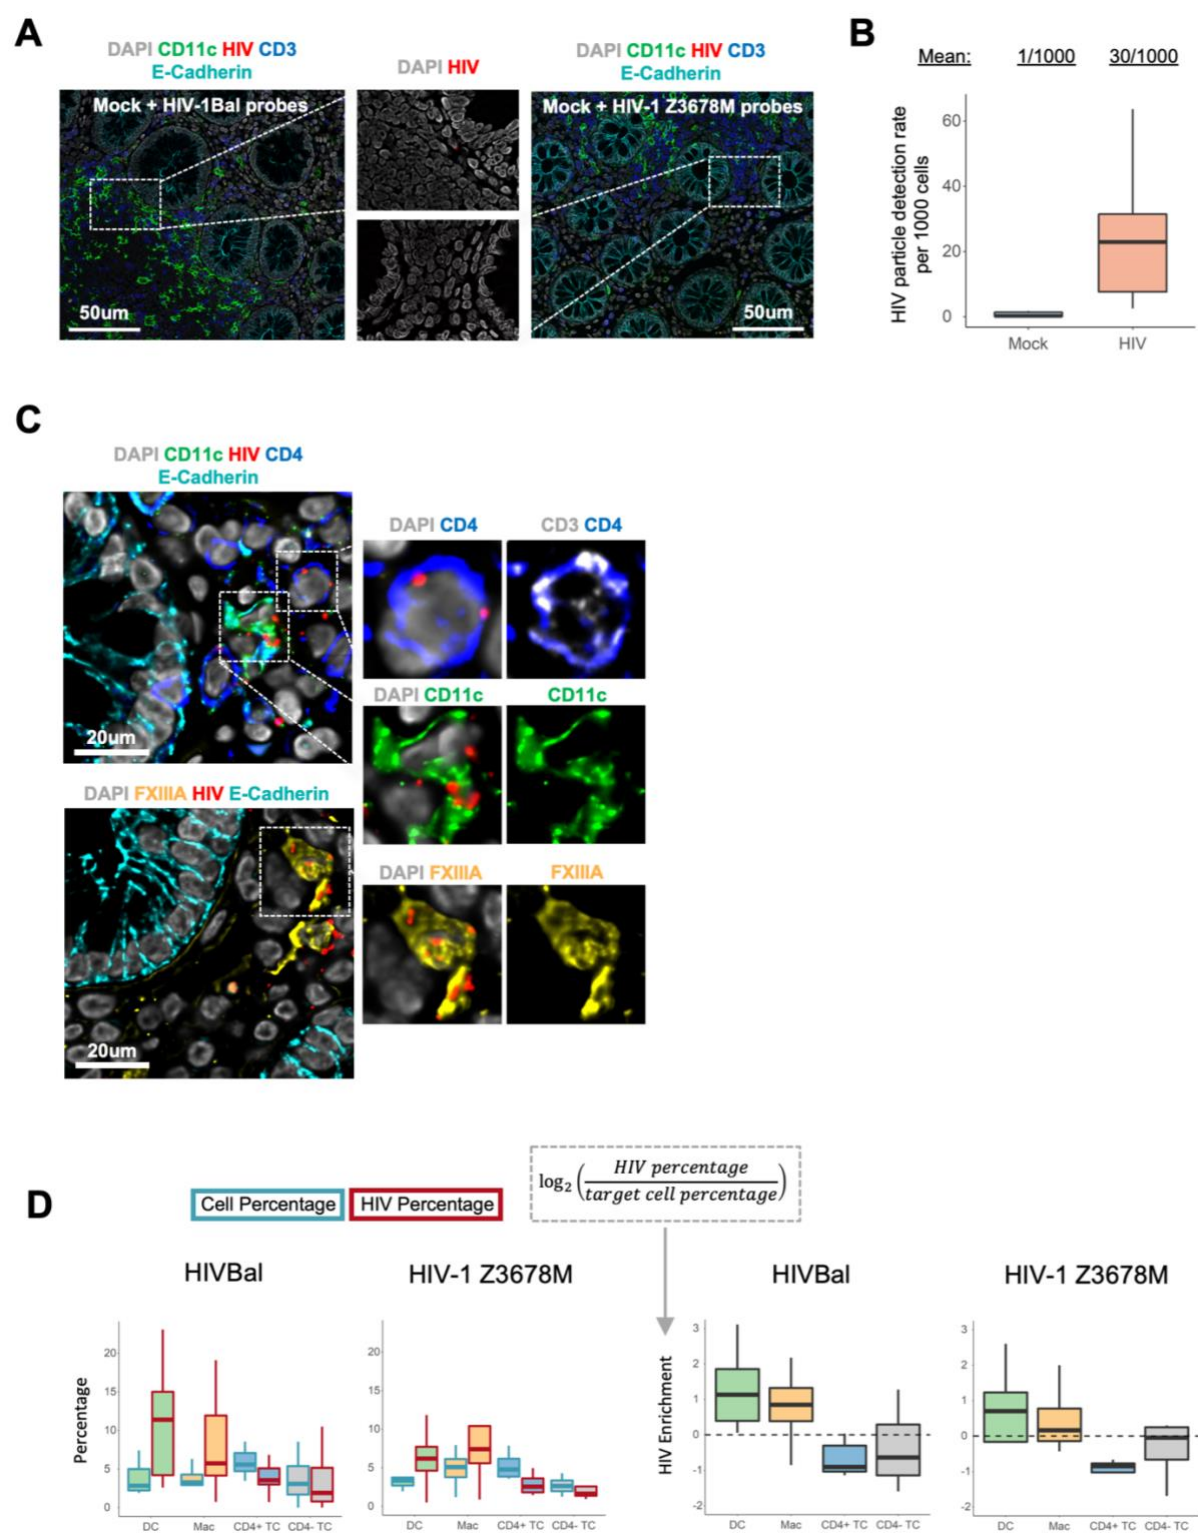 A
DAPI CD11c HIV CD3
E-Cadherin
Mock + HIV-1Bal probes
50um
DAPI HIV
DAPI CD11c HIV CD3
E-Cadherin
Mock + HIV-1 Z3678M probes
50um
B
Mean: 1/1000 30/1000
HIV particle detection rate
per 1000 cells
60
40
20
0
Mock HIV
C
DAPI CD11c HIV CD4
E-Cadherin
20um
DAPI CD4
CD3 CD4
DAPI CD11c
CD11c
DAPI FXIIIA HIV E-Cadherin
20um
DAPI FXIIIA
FXIIIA
D
Cell Percentage
HIV Percentage
log2 (HIV percentage / target cell percentage)
HIVBal
Percentage
20
15
10
5
0
DC Mac CD4+ TC CD4- TC
HIV-1 Z3678M
20
15
10
5
0
DC Mac CD4+ TC CD4- TC
HIVBal
HIV Enrichment
3
2
1
0
-1
-2
DC Mac CD4+ TC CD4- TC
HIV-1 Z3678M
3
2
1
0
-1
-2
DC Mac CD4+ TC CD4- TC